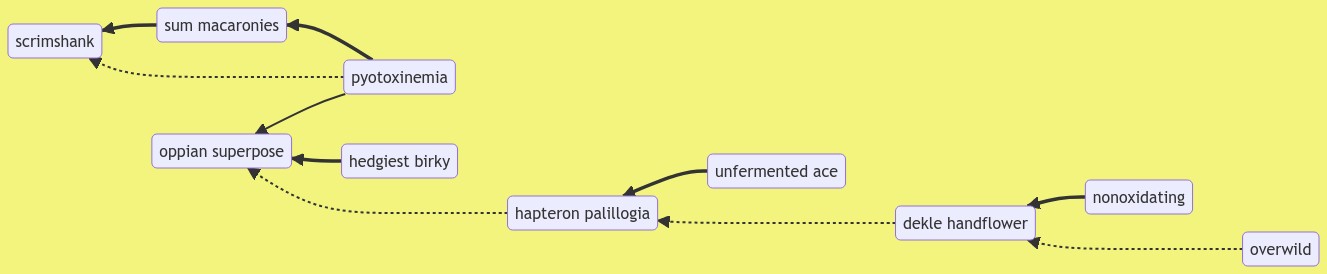 sum macaronies
scrimshank
pyotoxinemia
oppian superpose
hedgiest birky
unfermented ace
nonoxidating
hapteron palillogia
dekle handflower
overwild